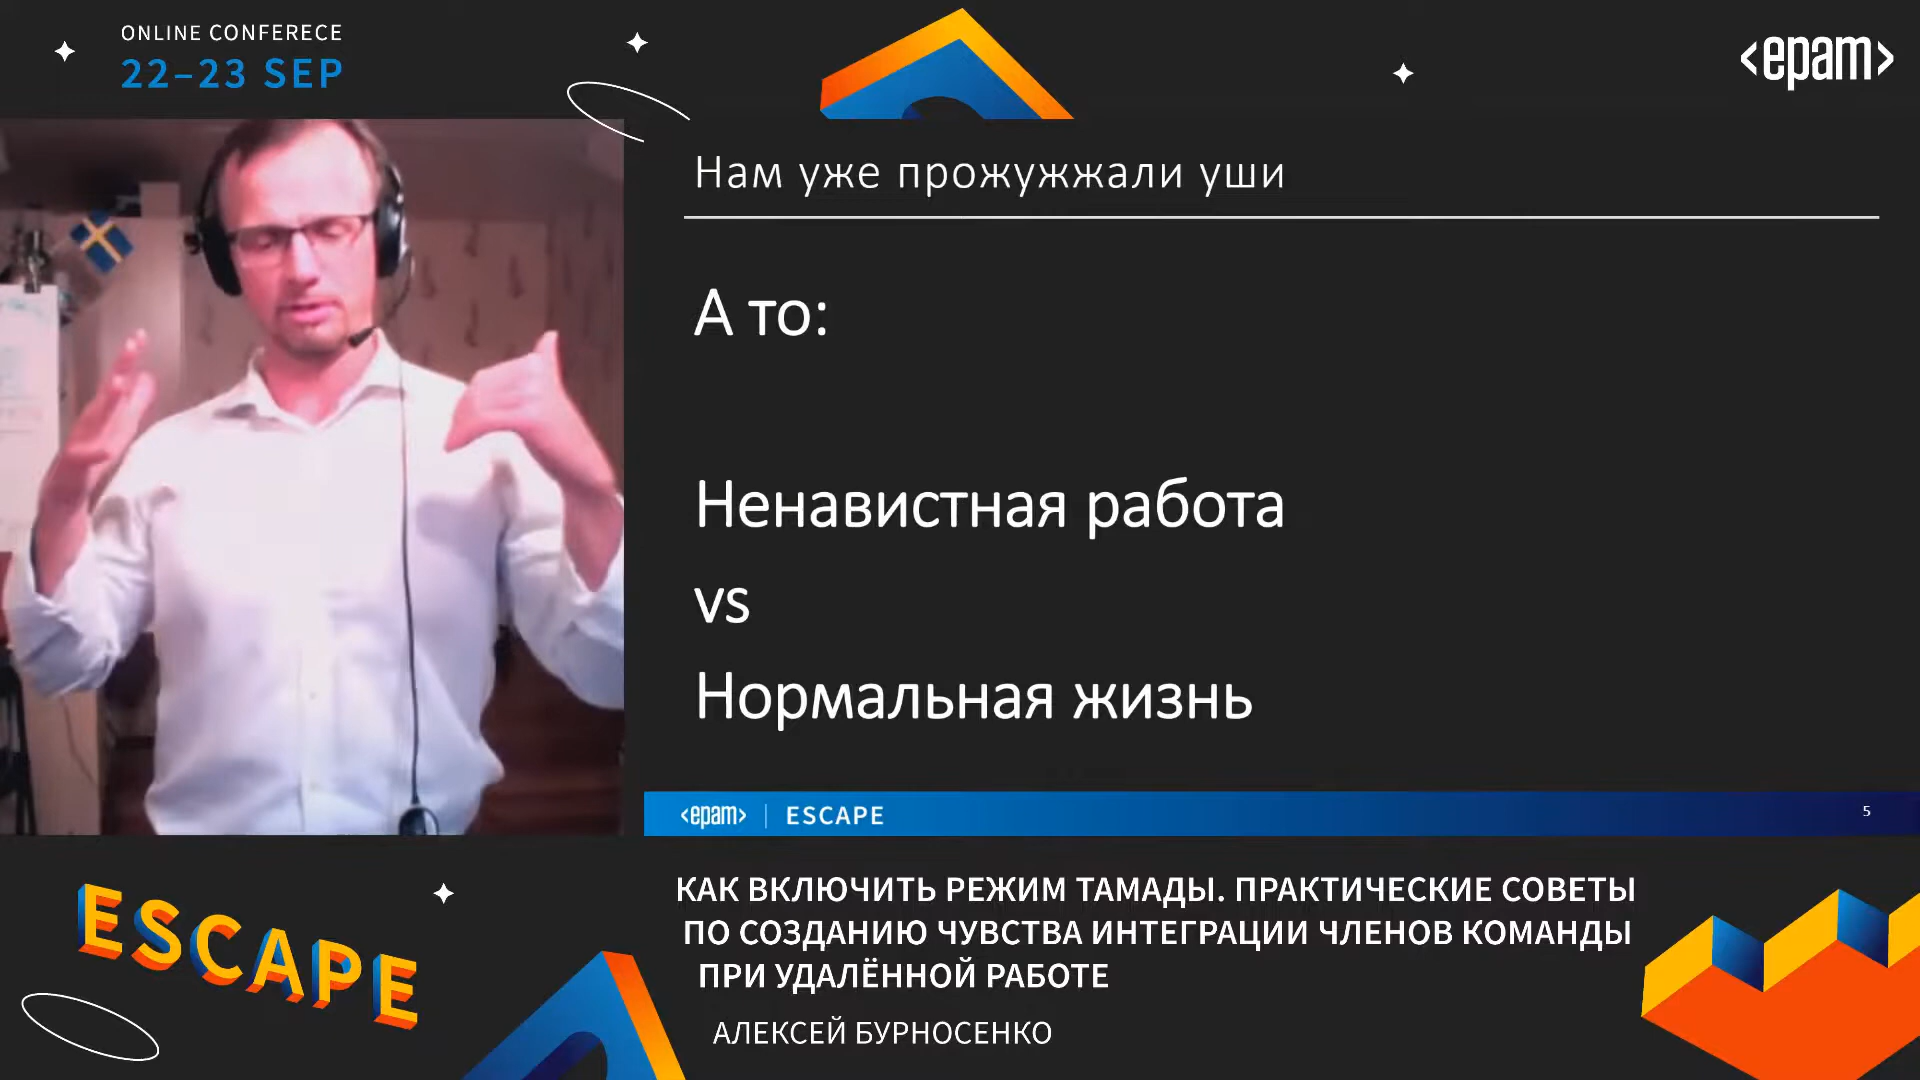 ONLINE CONFERECE
22–23 SEP
<epam>
Нам уже прожужжали уши
А то:
Ненавистная работа
vs
Нормальная жизнь
<epam> | ESCAPE
5
ESCAPE
КАК ВКЛЮЧИТЬ РЕЖИМ ТАМАДЫ. ПРАКТИЧЕСКИЕ СОВЕТЫ
ПО СОЗДАНИЮ ЧУВСТВА ИНТЕГРАЦИИ ЧЛЕНОВ КОМАНДЫ
ПРИ УДАЛЁННОЙ РАБОТЕ
АЛЕКСЕЙ БУРНОСЕНКО